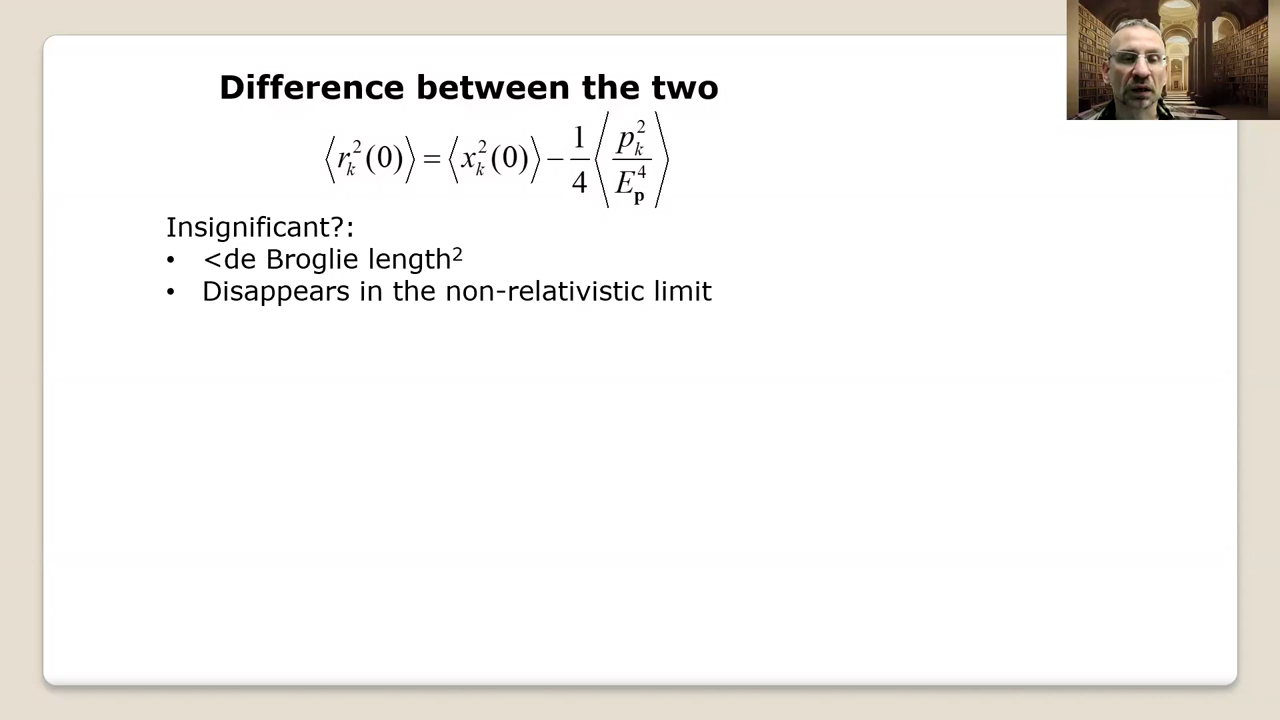 Difference between the two
⟨r_k^2(0)⟩ = ⟨x_k^2(0)⟩ − 1/4 ⟨p_k^2 / E_p^4⟩
Insignificant?:
• <de Broglie length²
• Disappears in the non-relativistic limit